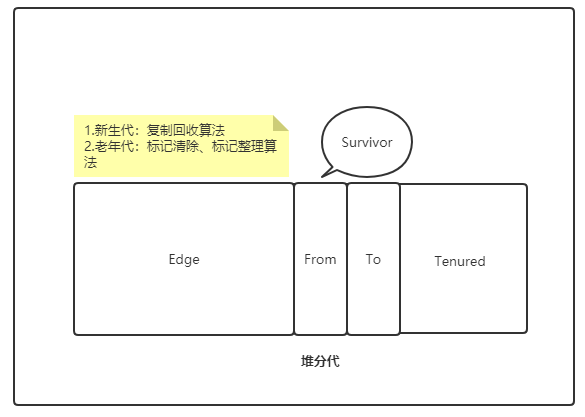 1.新生代：复制回收算法
2.老年代：标记清除、标记整理算
法
Survivor
Edge
From
To
Tenured
堆分代